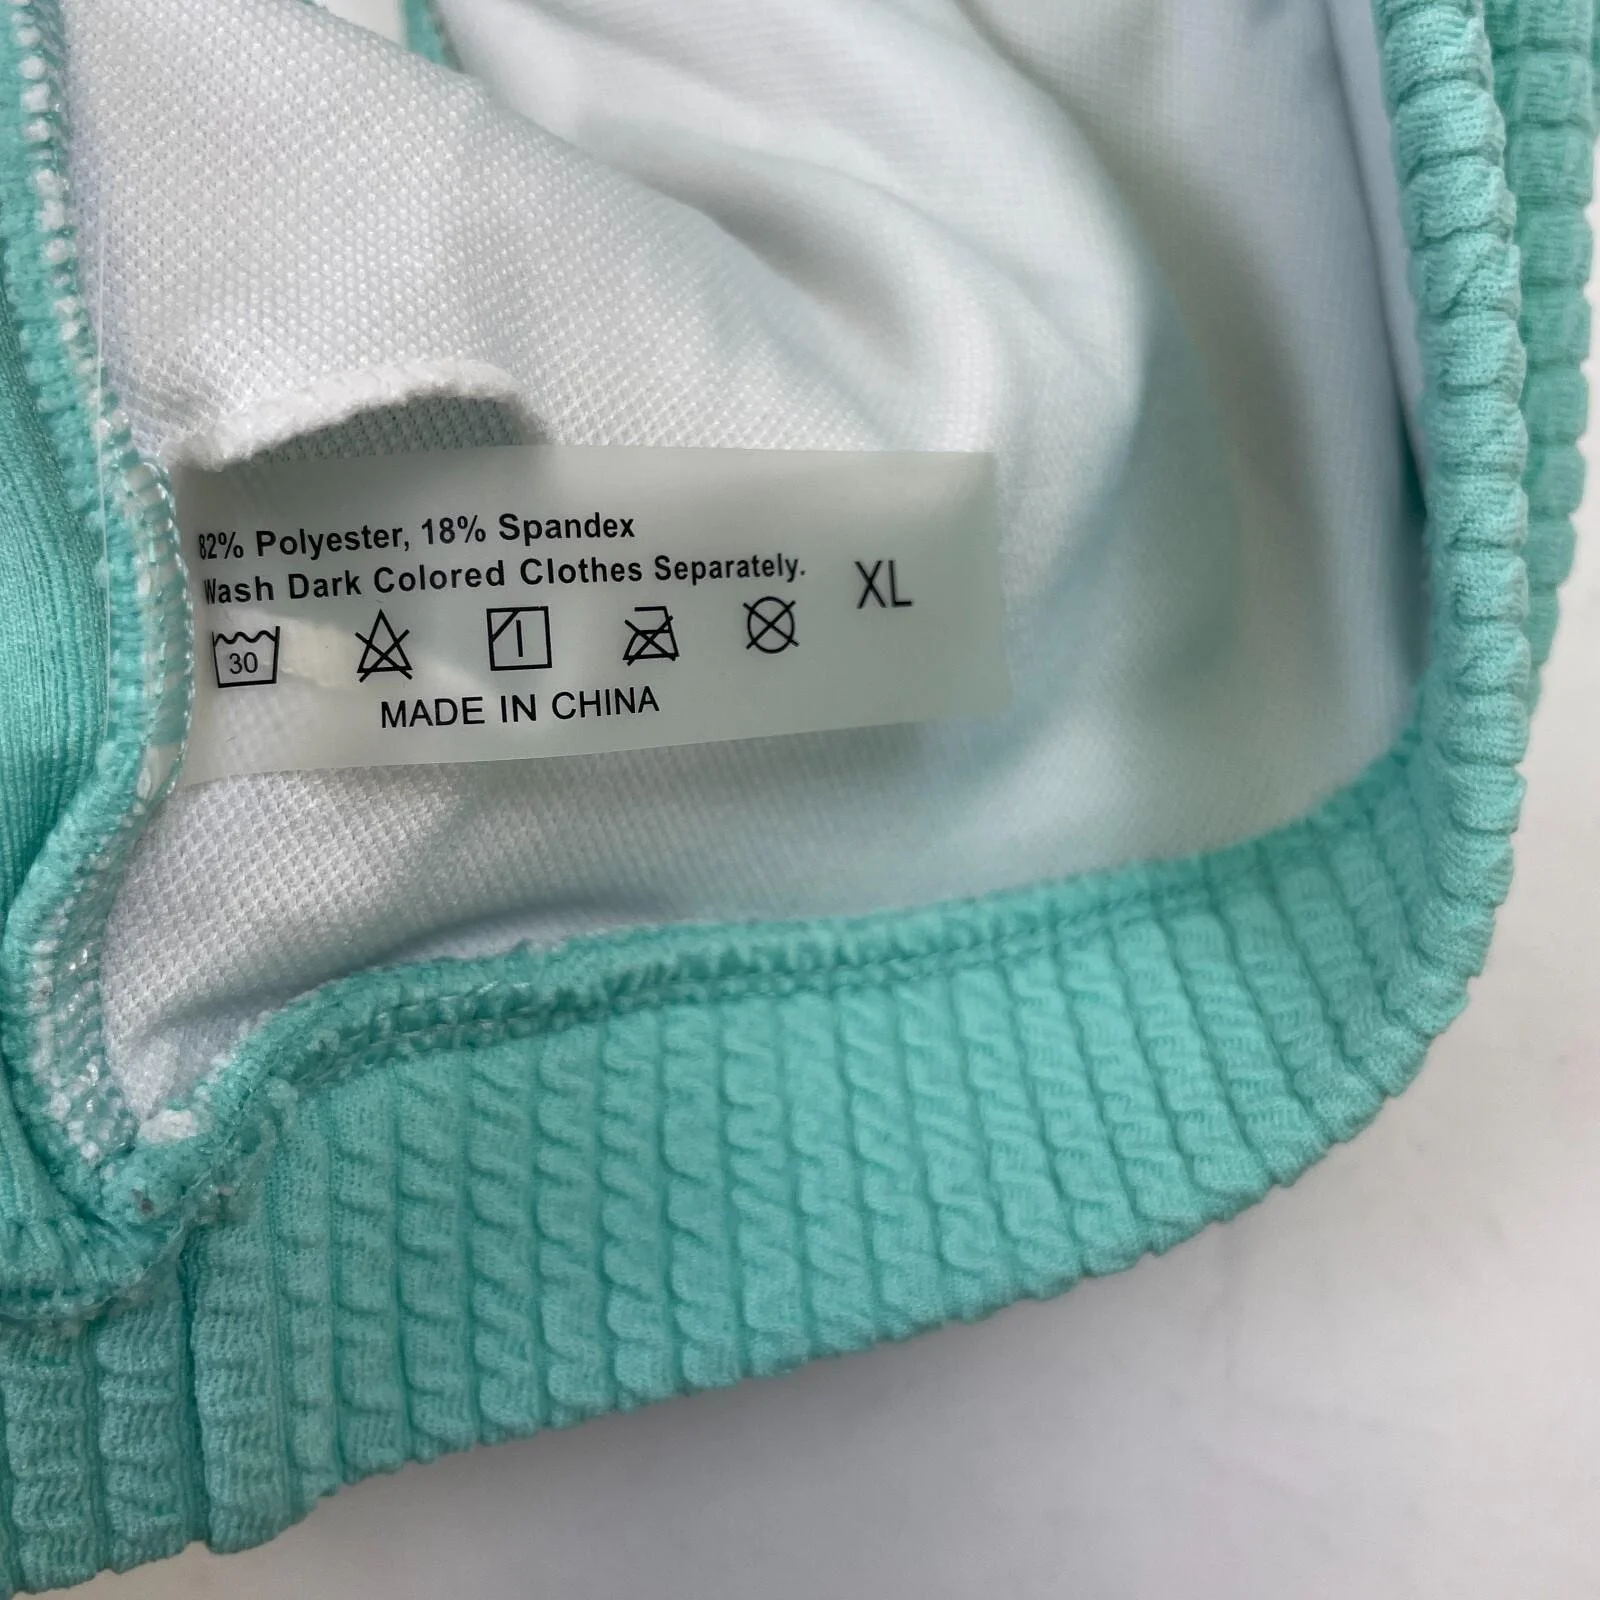 82% Polyester, 18% Spandex
Wash Dark Colored Clothes Separately.
XL
30
MADE IN CHINA